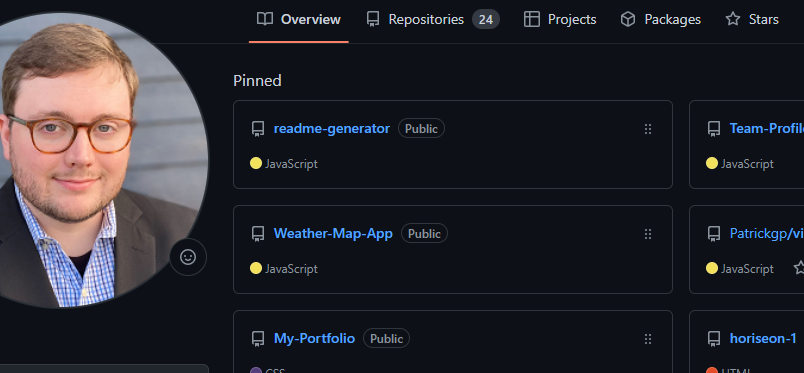 Overview Repositories 24 Projects Packages Stars
Pinned
readme-generator Public
JavaScript
Team-Profile
JavaScript
Weather-Map-App Public
JavaScript
Patrickgp/vi
JavaScript
My-Portfolio Public
CSS
horiseon-1
HTML